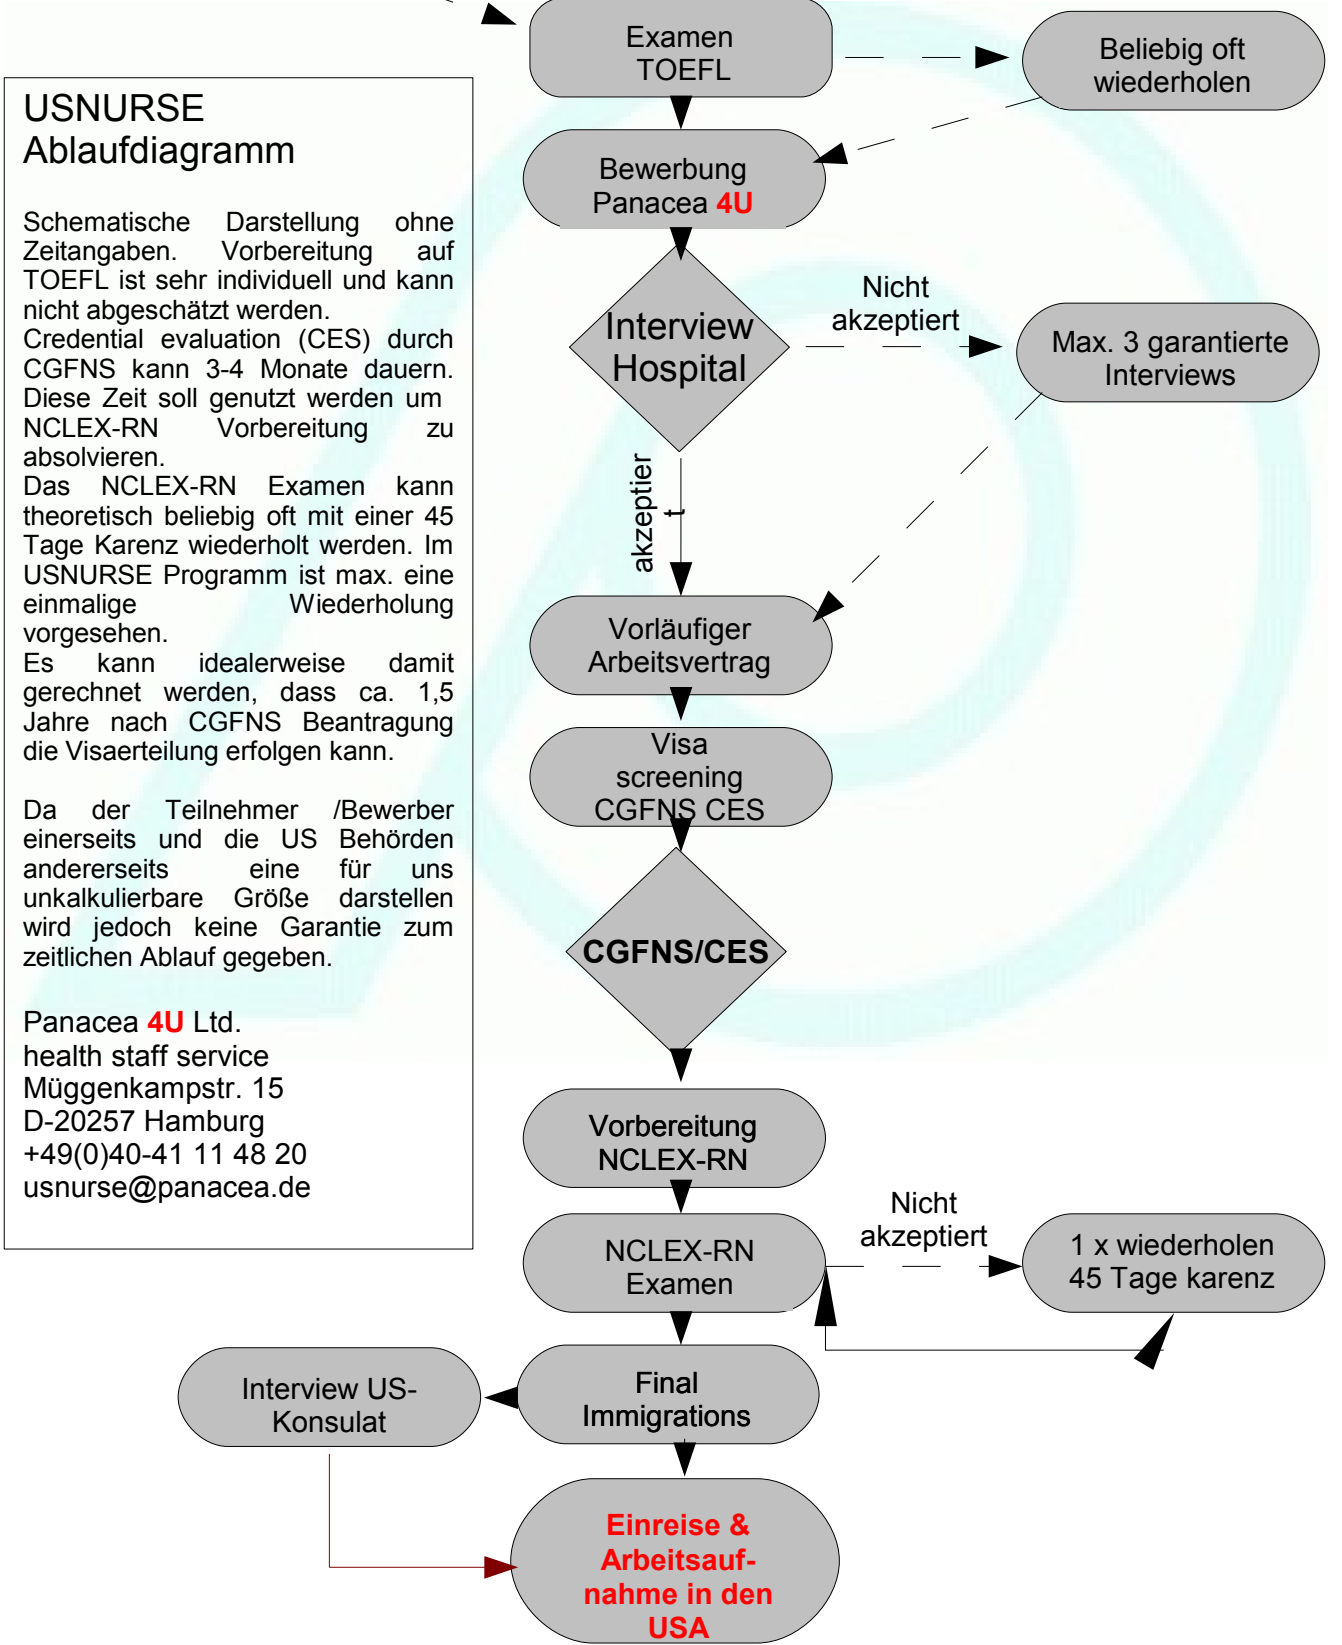 Examen
TOEFL
Beliebig oft
wiederholen
USNURSE
Ablaufdiagramm
Schematische Darstellung ohne
Zeitangaben. Vorbereitung auf
TOEFL ist sehr individuell und kann
nicht abgeschätzt werden.
Credential evaluation (CES) durch
CGFNS kann 3-4 Monate dauern.
Diese Zeit soll genutzt werden um
NCLEX-RN Vorbereitung zu
absolvieren.
Das NCLEX-RN Examen kann
theoretisch beliebig oft mit einer 45
Tage Karenz wiederholt werden. Im
USNURSE Programm ist max. eine
einmalige Wiederholung
vorgesehen.
Es kann idealerweise damit
gerechnet werden, dass ca. 1,5
Jahre nach CGFNS Beantragung
die Visaerteilung erfolgen kann.
Da der Teilnehmer /Bewerber
einerseits und die US Behörden
andererseits eine für uns
unkalkulierbare Größe darstellen
wird jedoch keine Garantie zum
zeitlichen Ablauf gegeben.
Panacea 4U Ltd.
health staff service
Müggenkampstr. 15
D-20257 Hamburg
+49(0)40-41 11 48 20
usnurse@panacea.de
Bewerbung
Panacea 4U
Interview
Hospital
Nicht
akzeptiert
Max. 3 garantierte
Interviews
akzeptier
t
Vorläufiger
Arbeitsvertrag
Visa
screening
CGFNS CES
CGFNS/CES
Vorbereitung
NCLEX-RN
NCLEX-RN
Examen
Nicht
akzeptiert
1 x wiederholen
45 Tage karenz
Final
Immigrations
Interview US-
Konsulat
Einreise &
Arbeitsauf-
nahme in den
USA